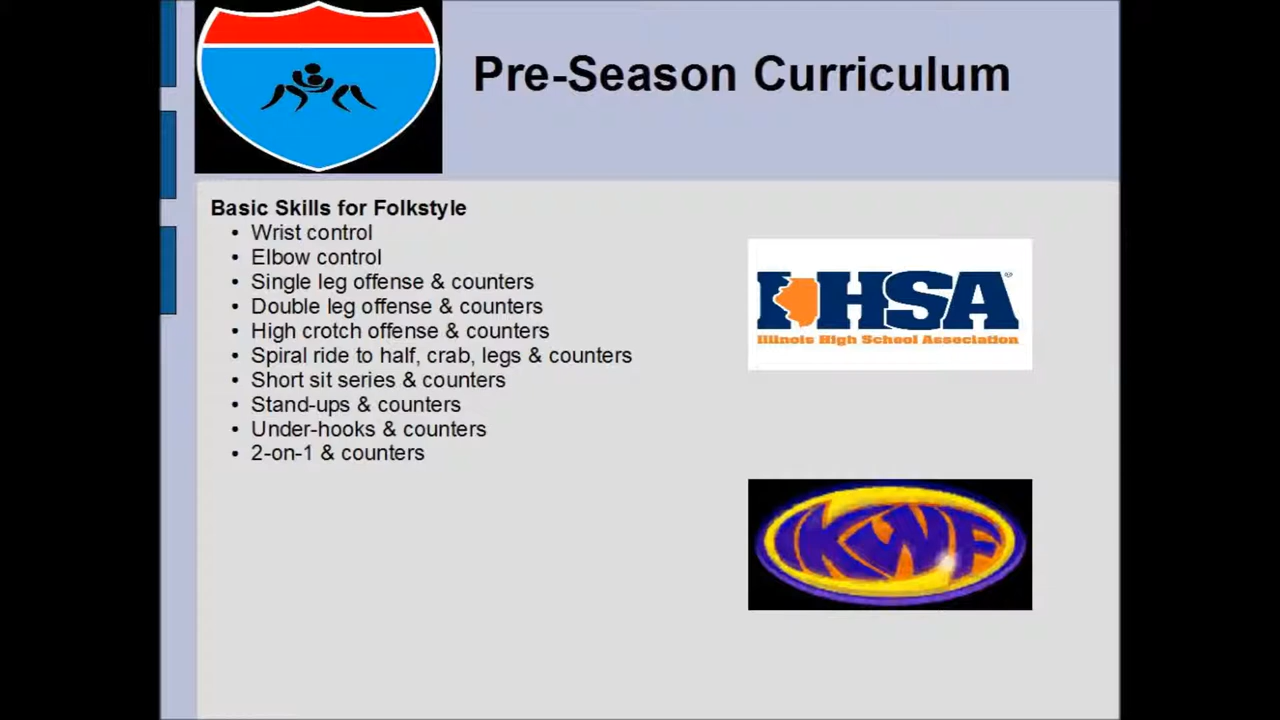 Pre-Season Curriculum
Basic Skills for Folkstyle
• Wrist control
• Elbow control
• Single leg offense & counters
• Double leg offense & counters
• High crotch offense & counters
• Spiral ride to half, crab, legs & counters
• Short sit series & counters
• Stand-ups & counters
• Under-hooks & counters
• 2-on-1 & counters
IHSA®
Illinois High School Association
IKWF